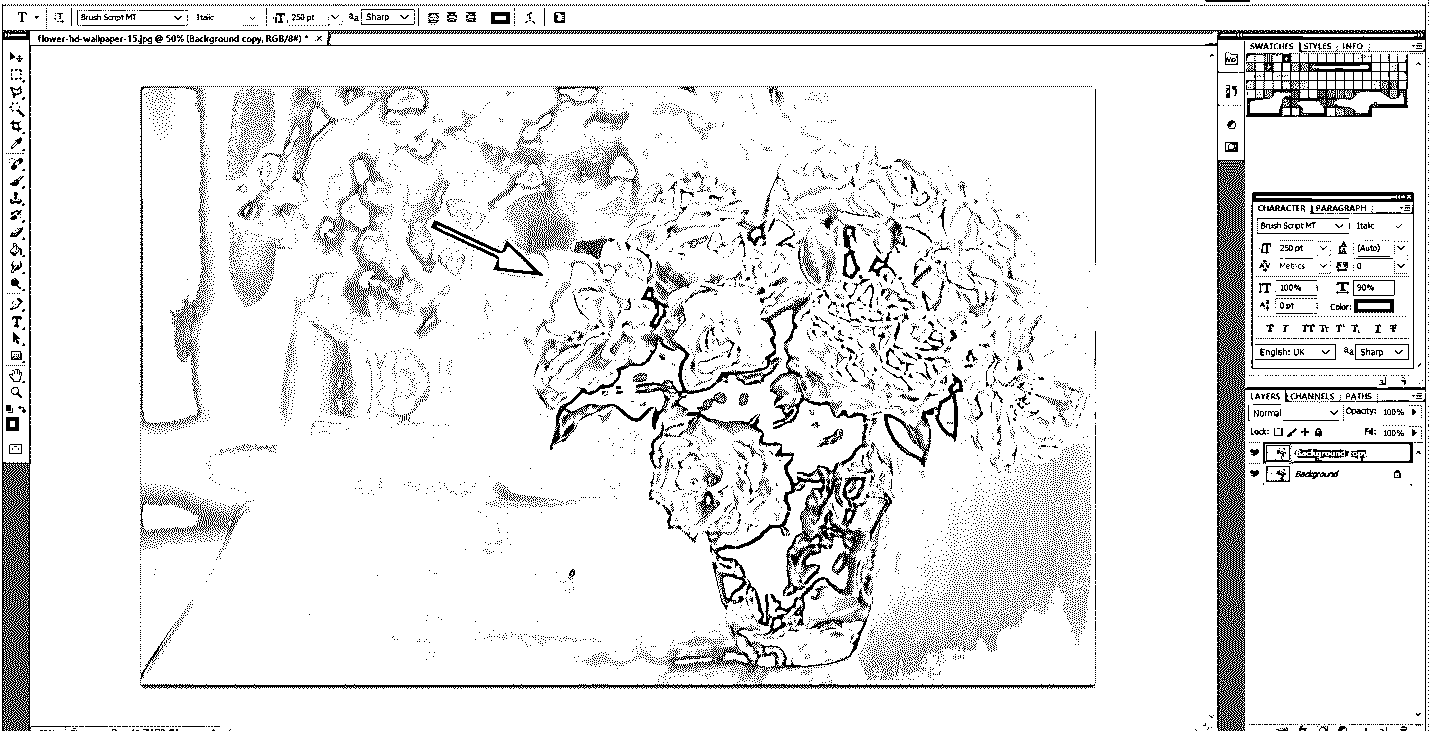 Brush Script MT Italic 250 pt Sharp
flower-hd-wallpaper-15.jpg @ 50% (Background copy, RGB/8#) *
SWATCHES STYLES INFO
CHARACTER PARAGRAPH
Brush Script MT Italic
250 pt (Auto)
Metrics 0
100% 90%
0 pt Color:
English: UK Sharp
LAYERS CHANNELS PATHS
Normal Opacity: 100%
Lock: Fill: 100%
Background copy
Background